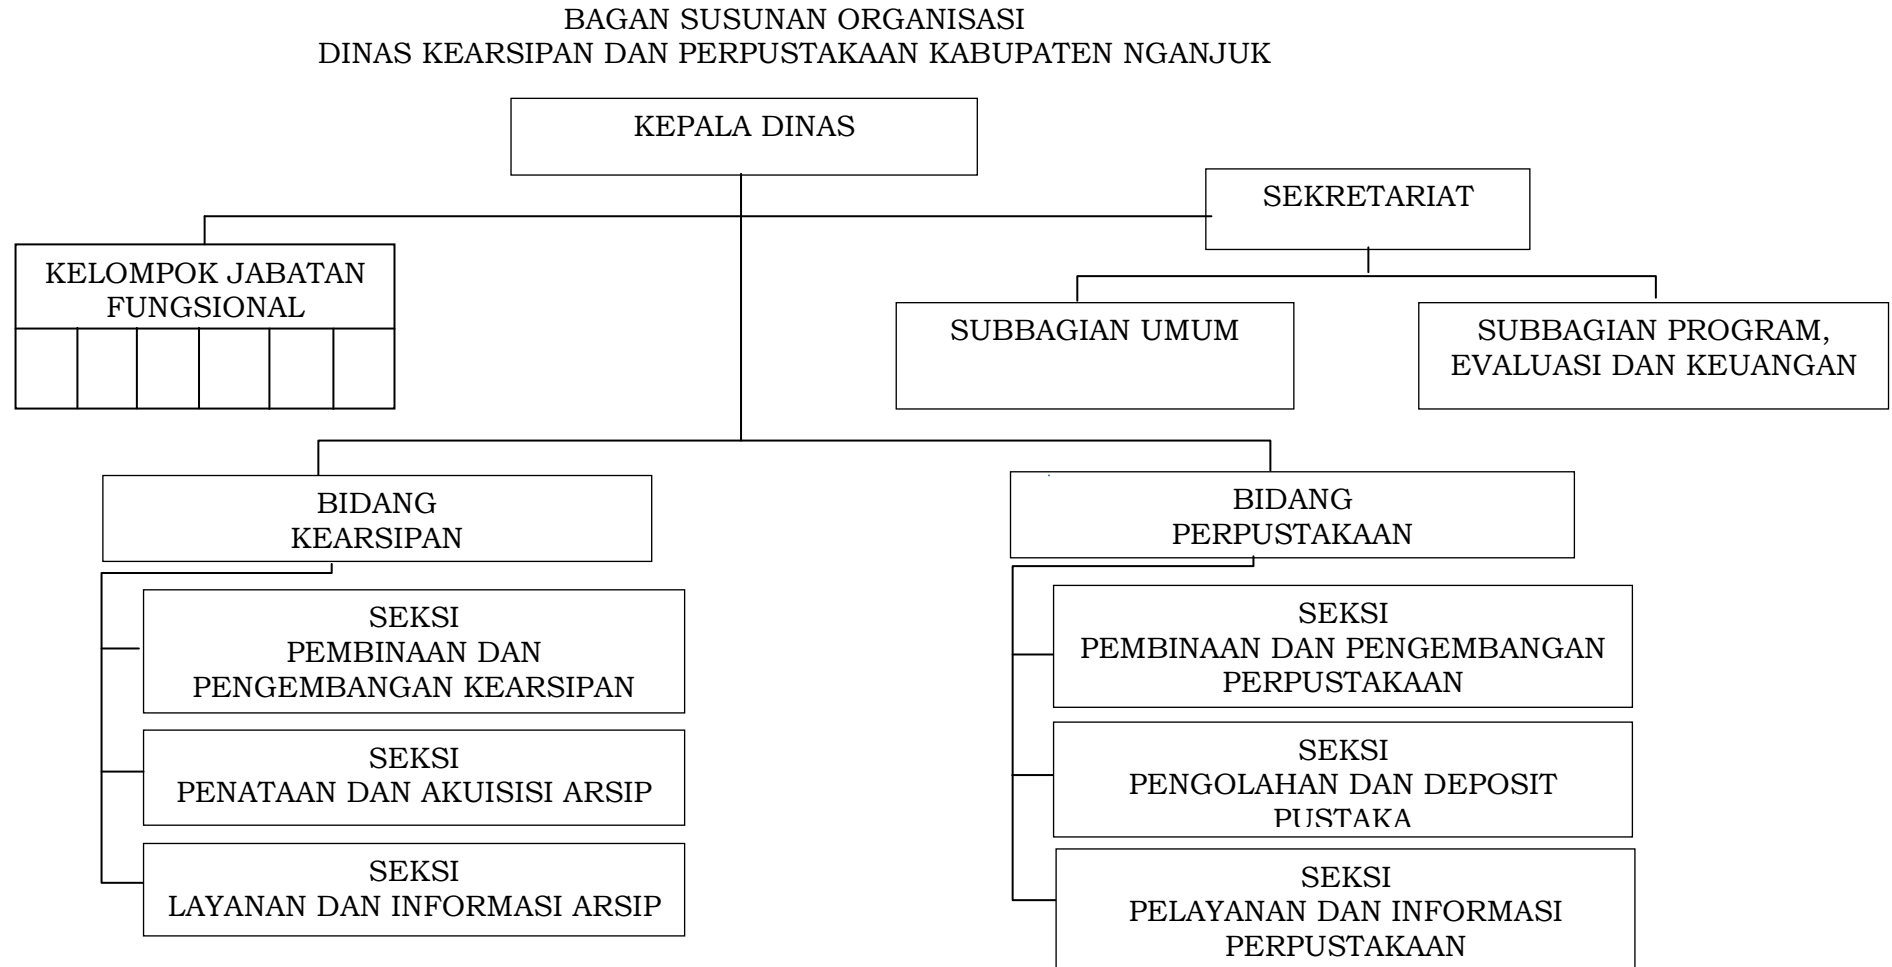 BAGAN SUSUNAN ORGANISASI
DINAS KEARSIPAN DAN PERPUSTAKAAN KABUPATEN NGANJUK
KEPALA DINAS
SEKRETARIAT
KELOMPOK JABATAN
FUNGSIONAL
SUBBAGIAN UMUM
SUBBAGIAN PROGRAM,
EVALUASI DAN KEUANGAN
BIDANG
KEARSIPAN
SEKSI
PEMBINAAN DAN
PENGEMBANGAN KEARSIPAN
SEKSI
PENATAAN DAN AKUISISI ARSIP
SEKSI
LAYANAN DAN INFORMASI ARSIP
BIDANG
PERPUSTAKAAN
SEKSI
PEMBINAAN DAN PENGEMBANGAN
PERPUSTAKAAN
SEKSI
PENGOLAHAN DAN DEPOSIT
PUSTAKA
SEKSI
PELAYANAN DAN INFORMASI
PERPUSTAKAAN